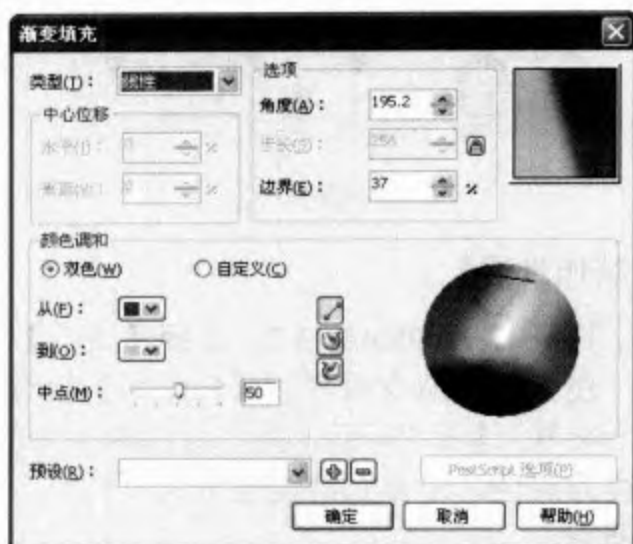 渐变填充
类型(T)： 线性
选项
角度(A)： 195.2
步长(S)： 256
边界(E)： 37 %
中心位移
水平(I)： 0 %
垂直(V)： 0 %
颜色调和
双色(W) 自定义(C)
从(F)：
到(O)：
中点(M)： 50
预设(R)：
PostScript 选项(P)
确定 取消 帮助(H)